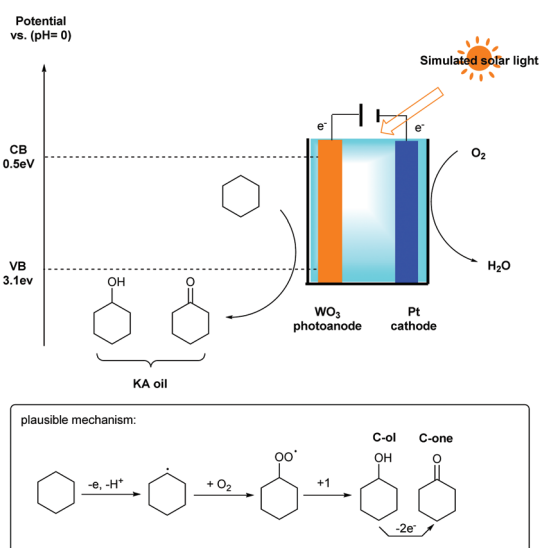 Potential
vs. (pH= 0)
Simulated solar light
e-
e-
CB
0.5eV
O2
VB
3.1ev
H2O
OH
O
WO3
photoanode
Pt
cathode
KA oil
plausible mechanism:
C-ol
C-one
OO•
OH
O
-e, -H+
+ O2
+1
-2e-